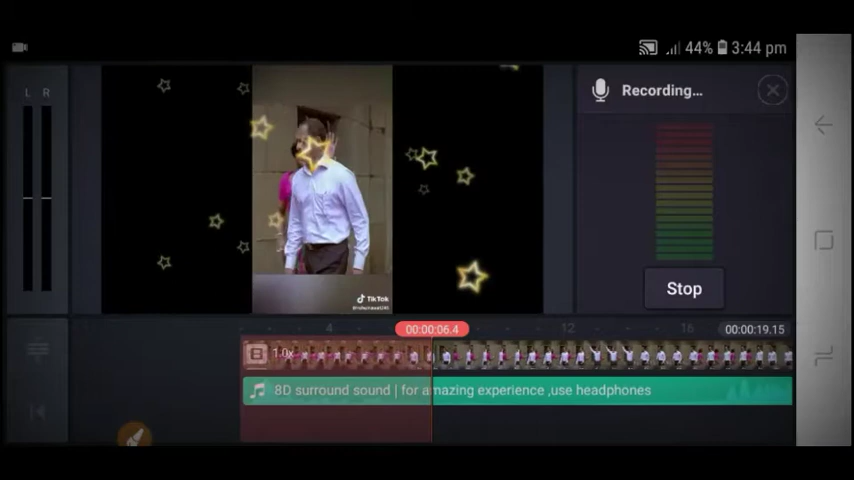 44% 3:44 pm
L R
Recording...
Stop
TikTok
00:00:06.4
4
12
16
00:00:19.15
1.0x
8D surround sound | for amazing experience ,use headphones